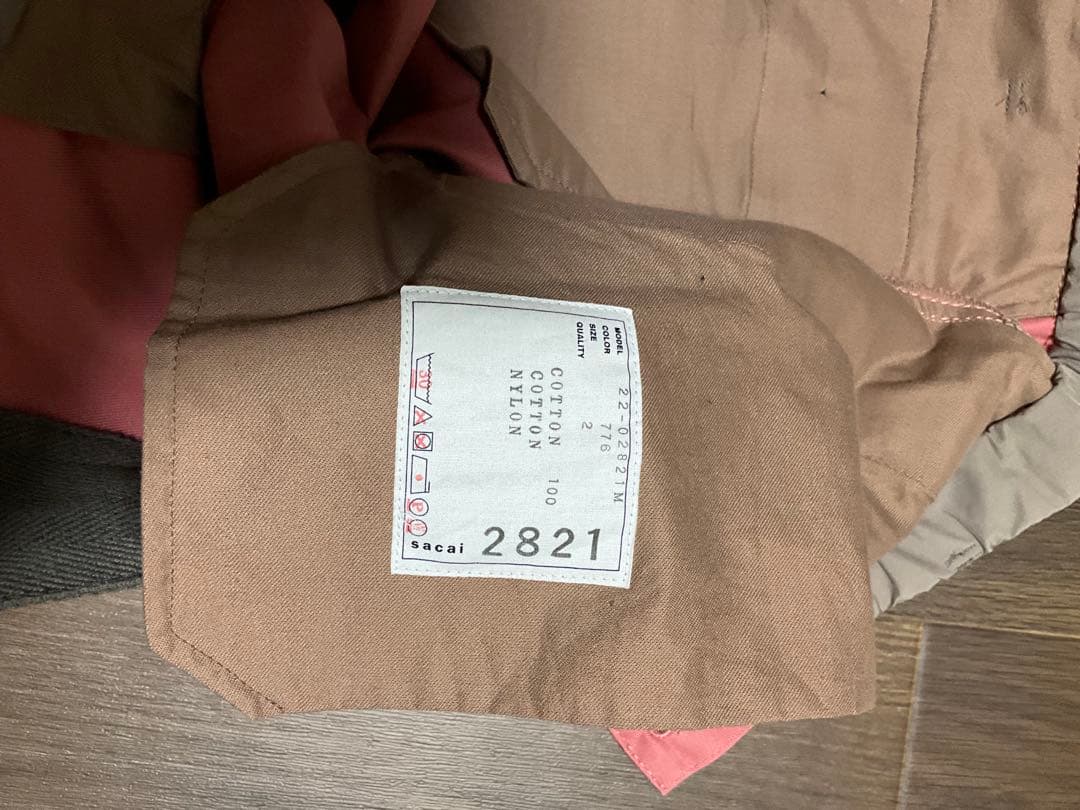 MODEL 22-02821M
COLOR 776
SIZE 2
QUALITY
COTTON 100
COTTON
NYLON
30
P
sacai 2821